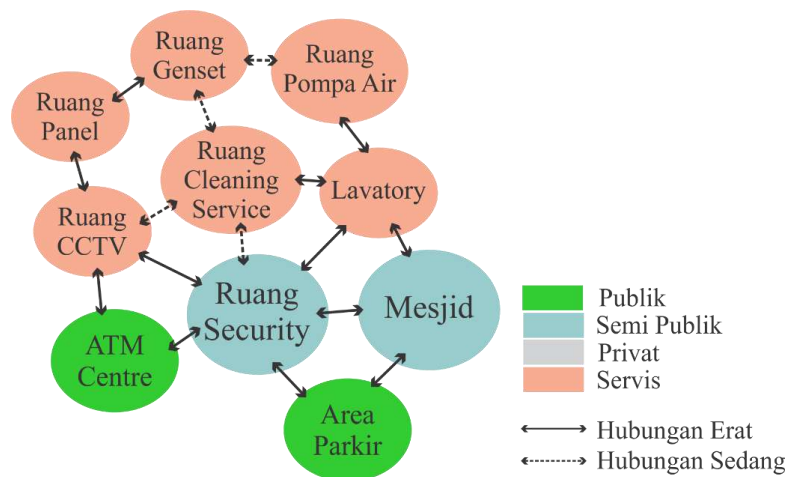 Ruang
Genset
Ruang
Pompa Air
Ruang
Panel
Ruang
Cleaning
Service
Lavatory
Ruang
CCTV
Ruang
Security
Mesjid
ATM
Centre
Area
Parkir
Publik
Semi Publik
Privat
Servis
Hubungan Erat
Hubungan Sedang